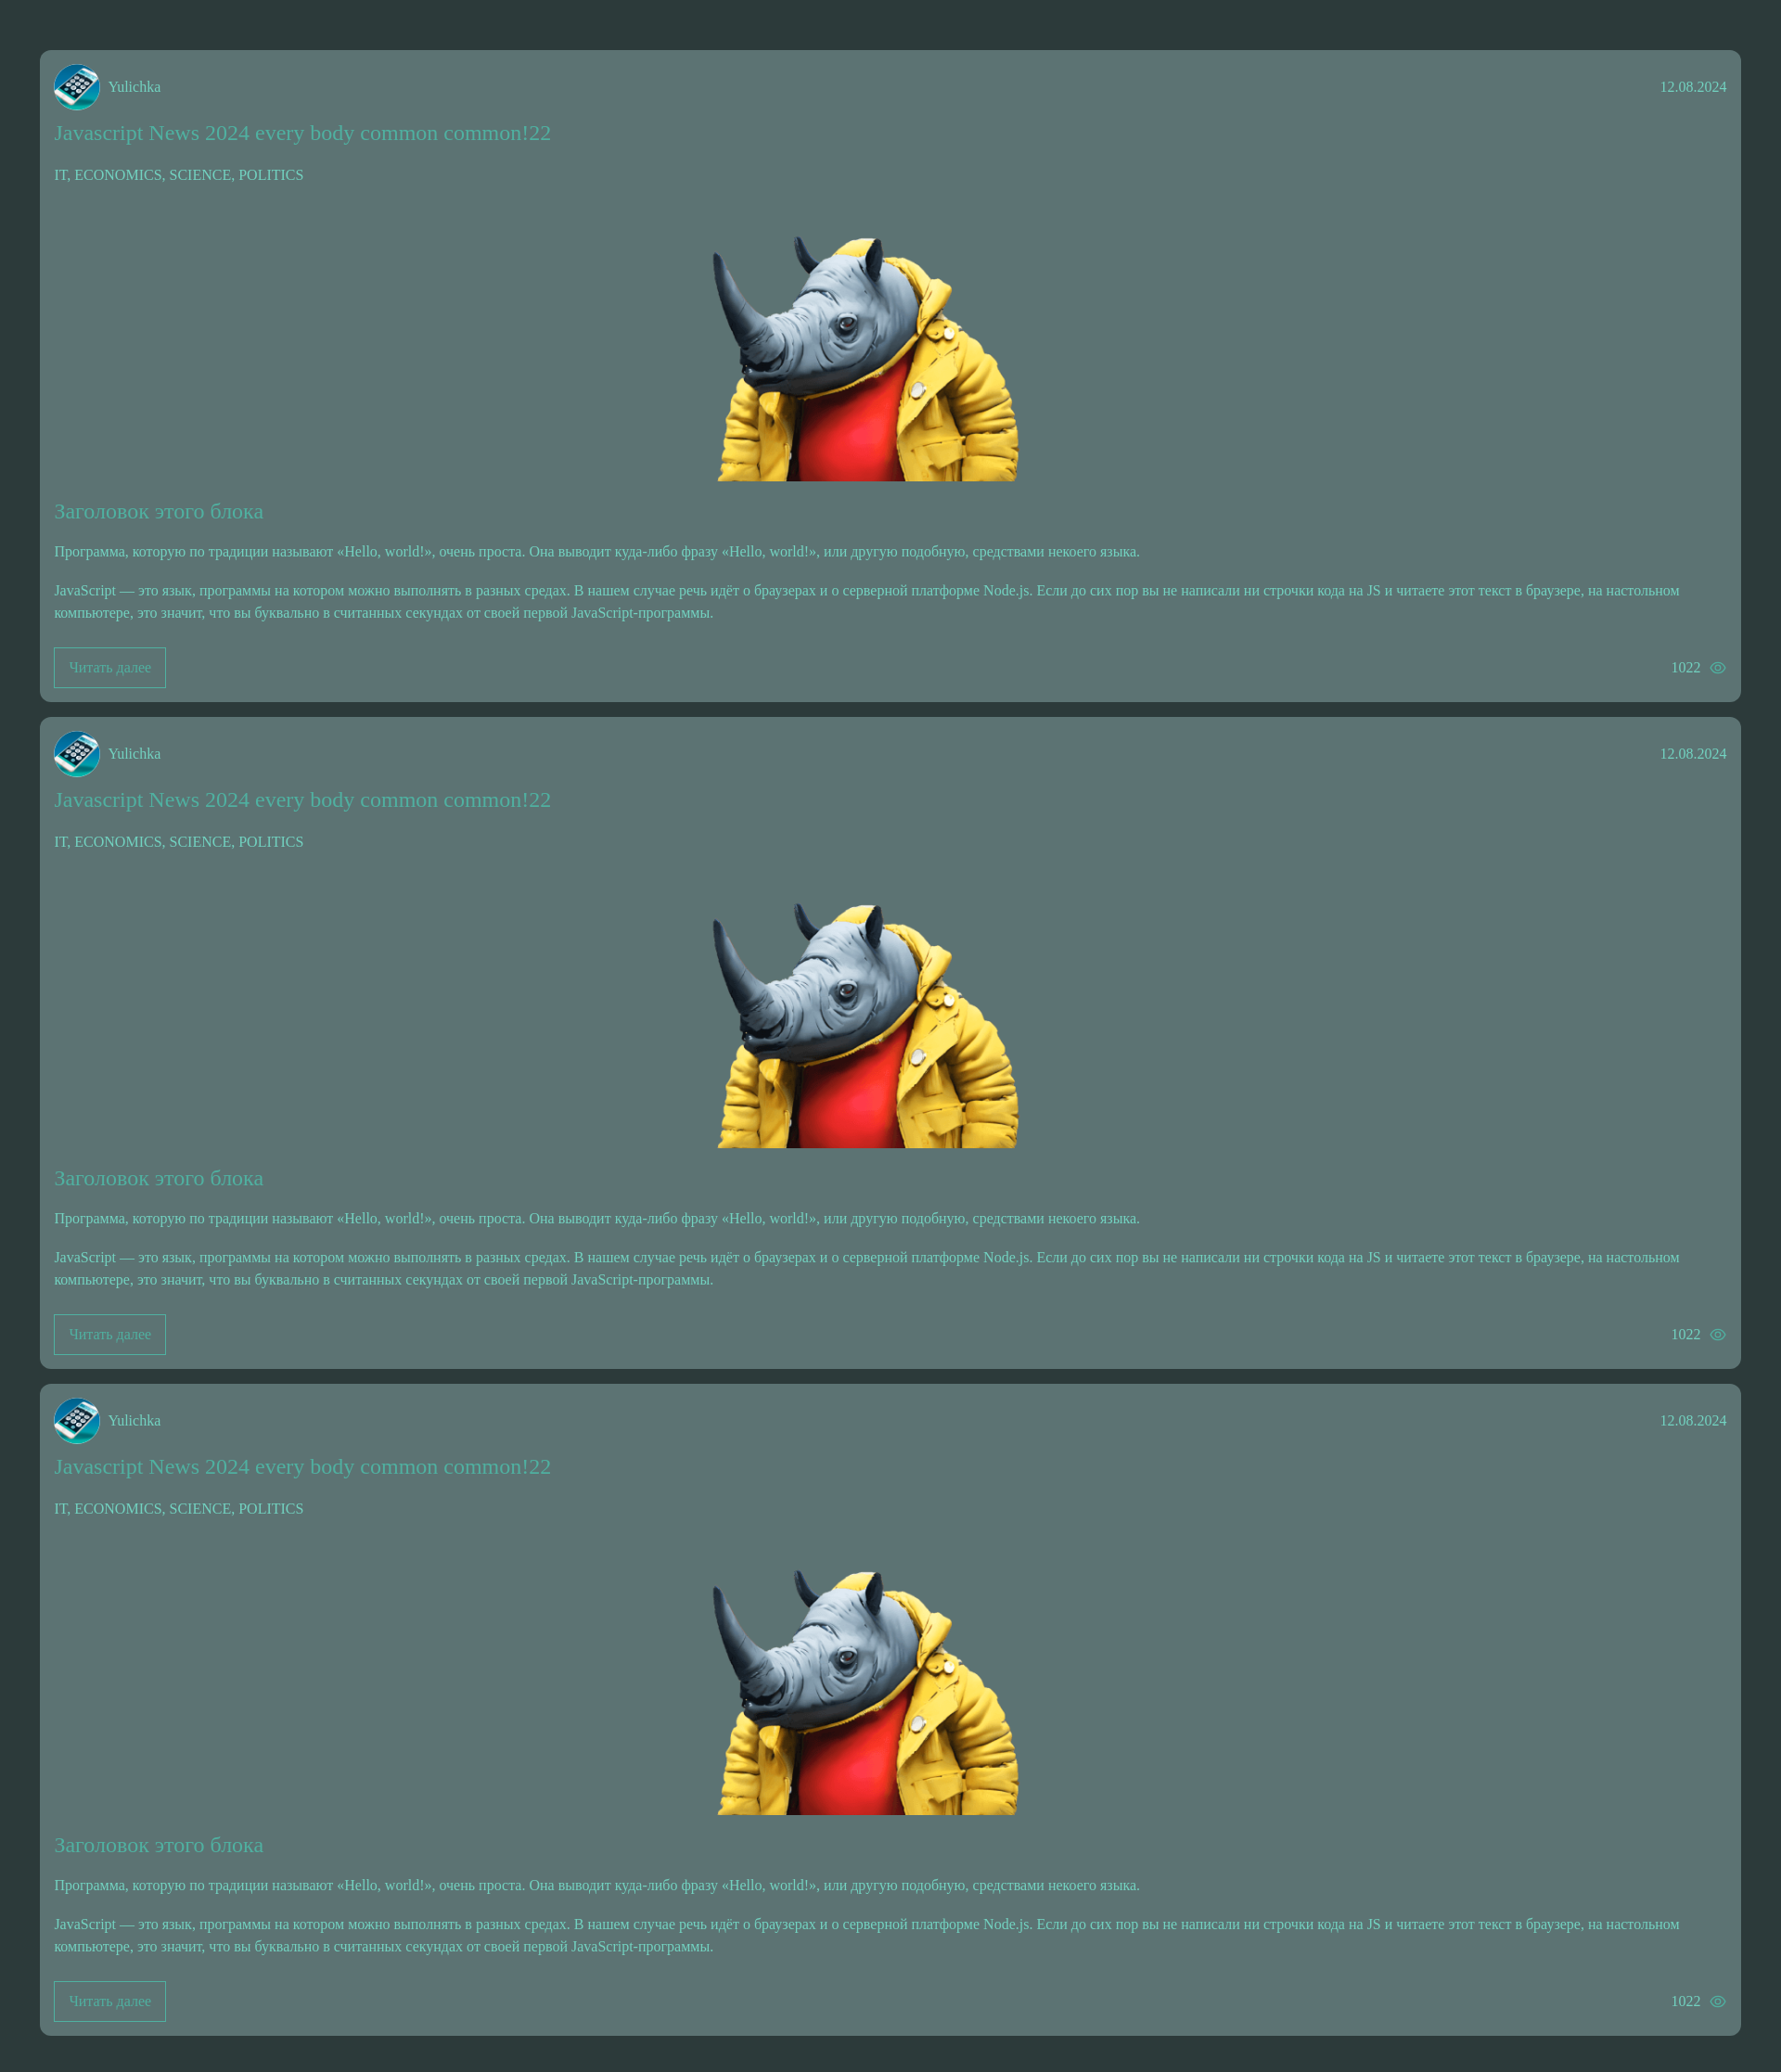 Yulichka 12.08.2024
Javascript News 2024 every body common common!22
IT, ECONOMICS, SCIENCE, POLITICS
Заголовок этого блока
Программа, которую по традиции называют «Hello, world!», очень проста. Она выводит куда-либо фразу «Hello, world!», или другую подобную, средствами некоего языка.
JavaScript — это язык, программы на котором можно выполнять в разных средах. В нашем случае речь идёт о браузерах и о серверной платформе Node.js. Если до сих пор вы не написали ни строчки кода на JS и читаете этот текст в браузере, на настольном
компьютере, это значит, что вы буквально в считанных секундах от своей первой JavaScript-программы.
Читать далее 1022
Yulichka 12.08.2024
Javascript News 2024 every body common common!22
IT, ECONOMICS, SCIENCE, POLITICS
Заголовок этого блока
Программа, которую по традиции называют «Hello, world!», очень проста. Она выводит куда-либо фразу «Hello, world!», или другую подобную, средствами некоего языка.
JavaScript — это язык, программы на котором можно выполнять в разных средах. В нашем случае речь идёт о браузерах и о серверной платформе Node.js. Если до сих пор вы не написали ни строчки кода на JS и читаете этот текст в браузере, на настольном
компьютере, это значит, что вы буквально в считанных секундах от своей первой JavaScript-программы.
Читать далее 1022
Yulichka 12.08.2024
Javascript News 2024 every body common common!22
IT, ECONOMICS, SCIENCE, POLITICS
Заголовок этого блока
Программа, которую по традиции называют «Hello, world!», очень проста. Она выводит куда-либо фразу «Hello, world!», или другую подобную, средствами некоего языка.
JavaScript — это язык, программы на котором можно выполнять в разных средах. В нашем случае речь идёт о браузерах и о серверной платформе Node.js. Если до сих пор вы не написали ни строчки кода на JS и читаете этот текст в браузере, на настольном
компьютере, это значит, что вы буквально в считанных секундах от своей первой JavaScript-программы.
Читать далее 1022